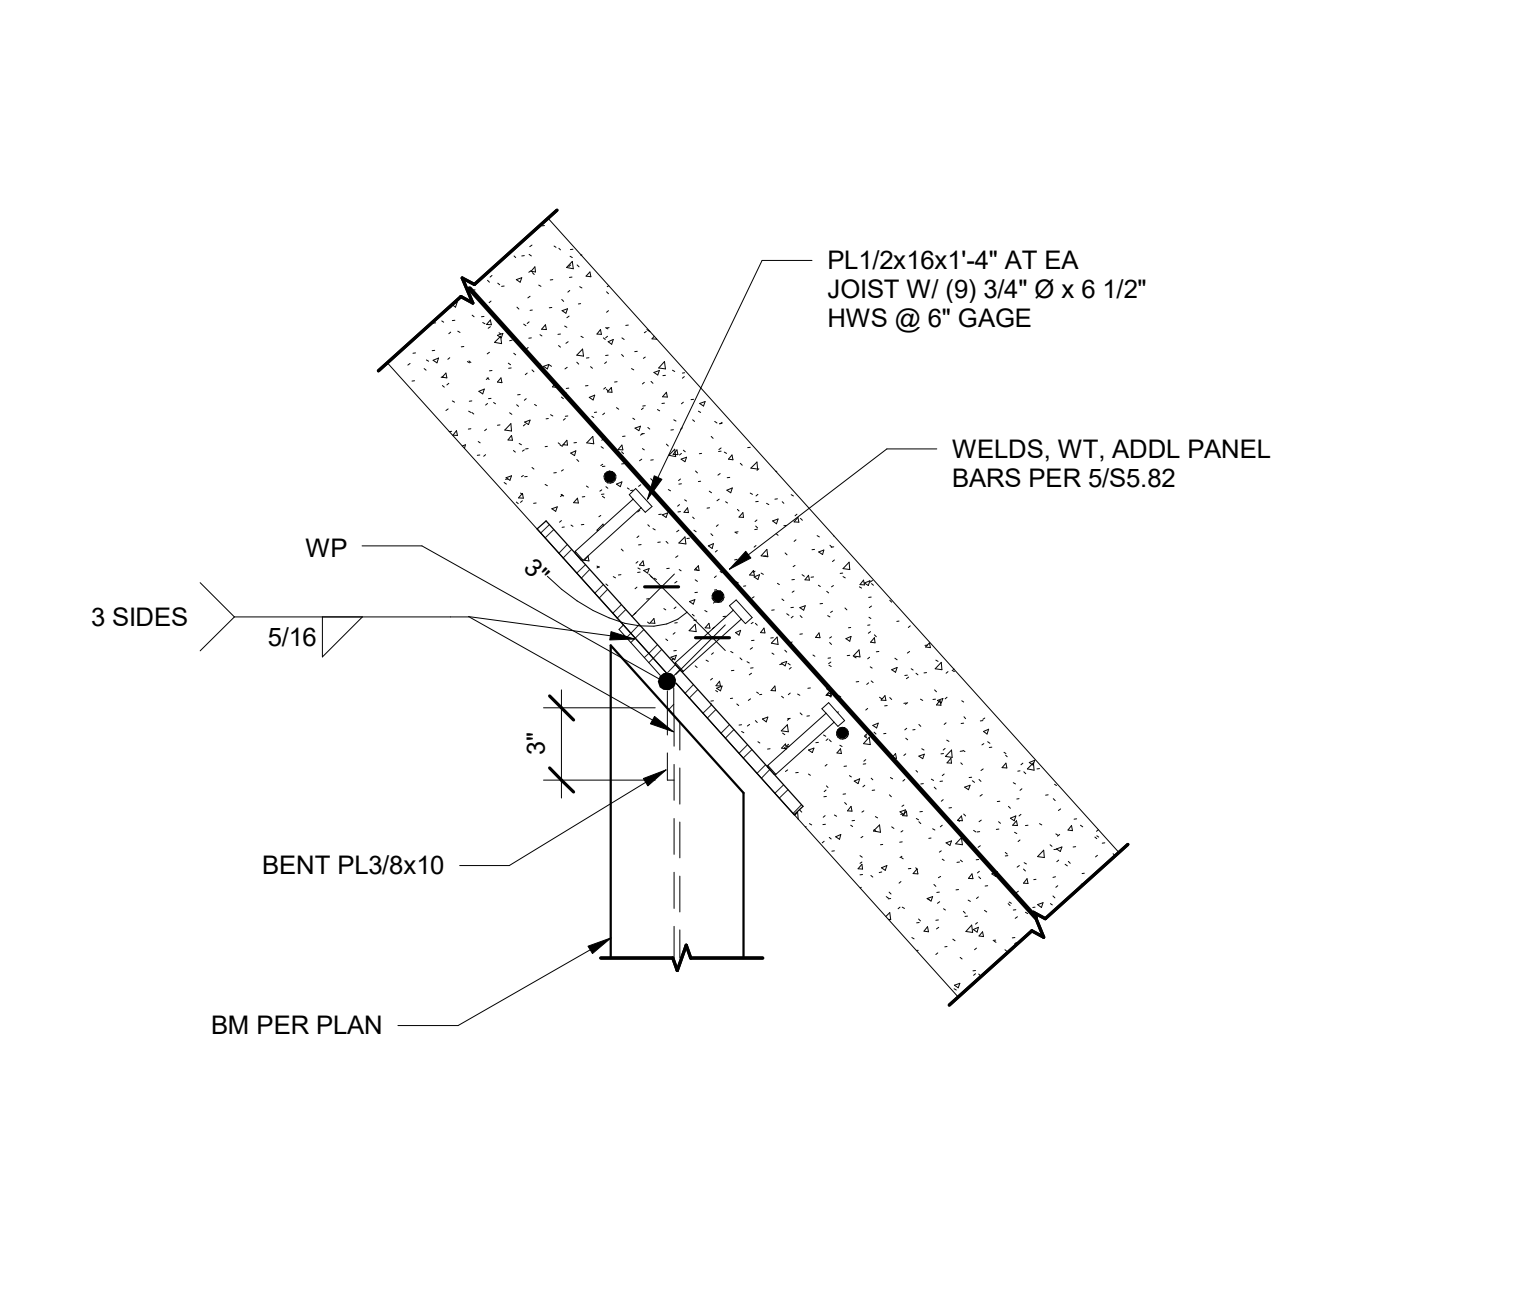 PL1/2x16x1'-4" AT EA
JOIST W/ (9) 3/4" Ø x 6 1/2"
HWS @ 6" GAGE
WELDS, WT, ADDL PANEL
BARS PER 5/S5.82
WP
3"
3 SIDES
5/16
3"
BENT PL3/8x10
BM PER PLAN